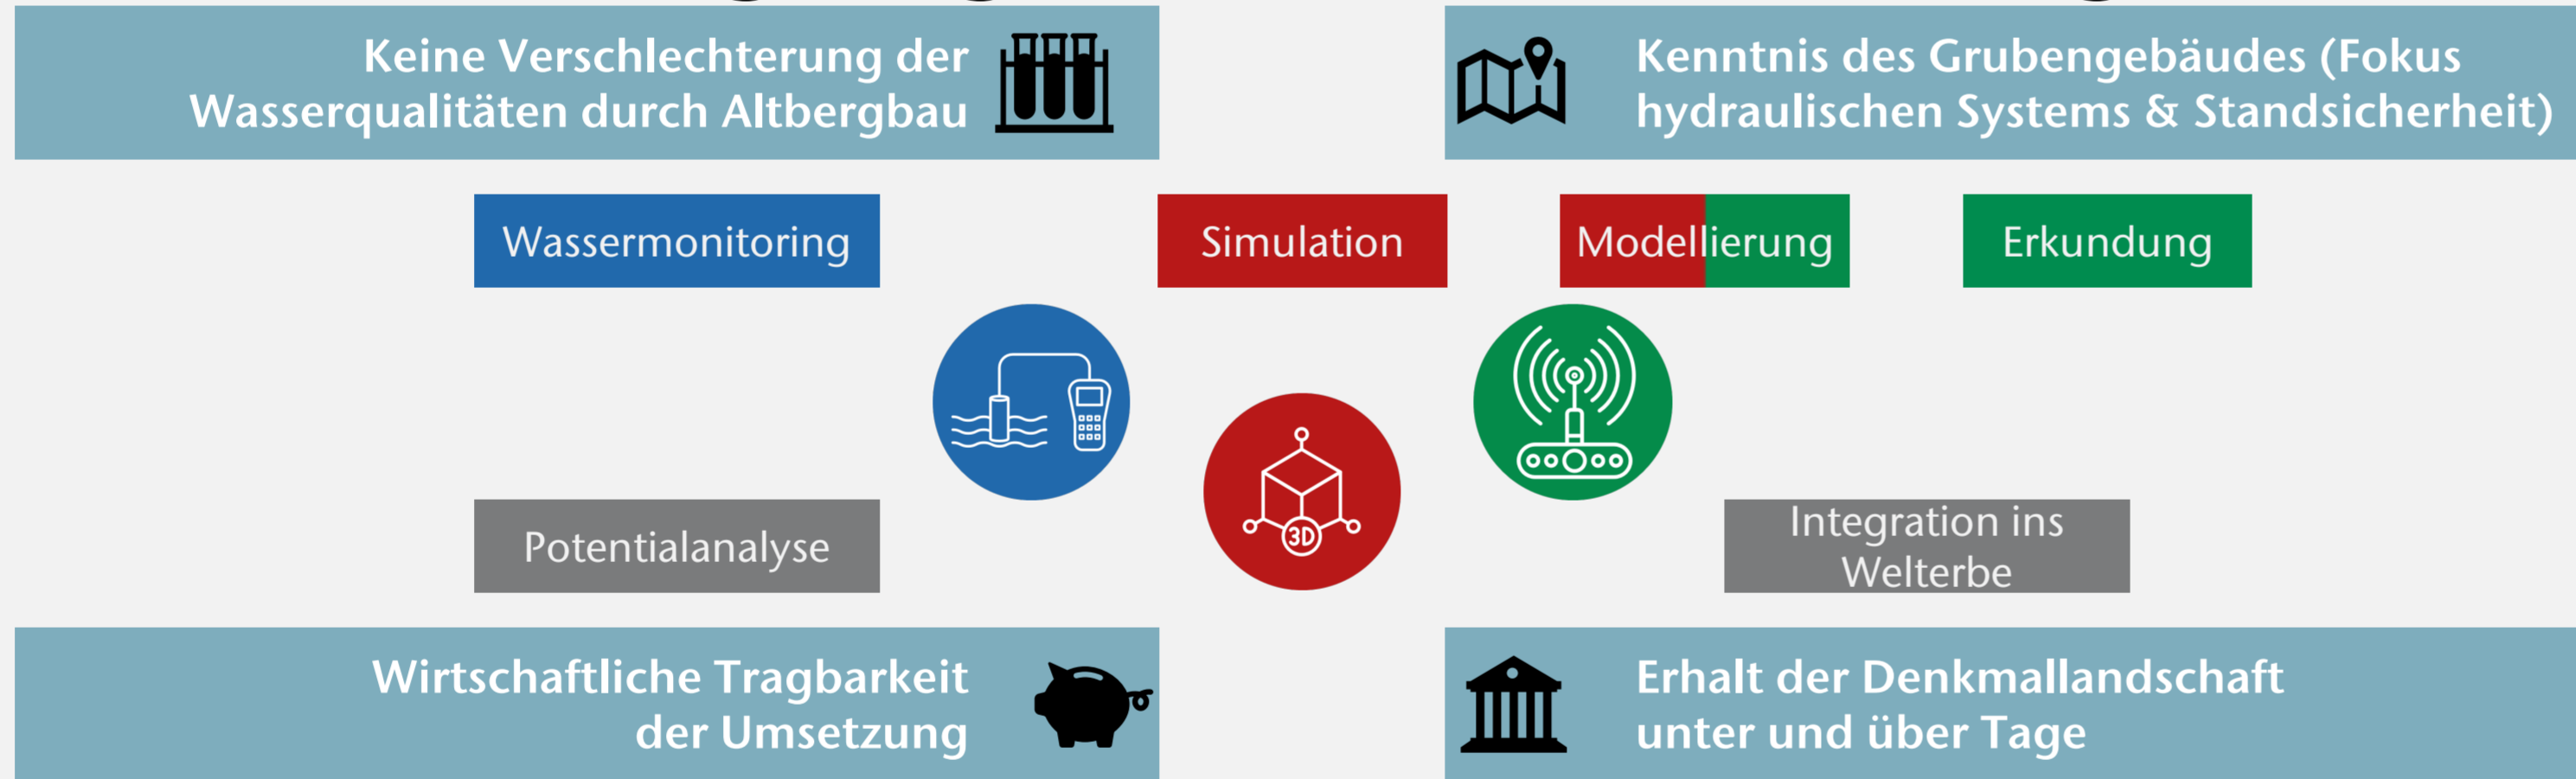 Keine Verschlechterung der
Wasserqualitäten durch Altbergbau
Kenntnis des Grubengebäudes (Fokus
hydraulischen Systems & Standsicherheit)
Wassermonitoring
Simulation
Modellierung
Erkundung
3D
Potentialanalyse
Integration ins
Welterbe
Wirtschaftliche Tragbarkeit
der Umsetzung
Erhalt der Denkmallandschaft
unter und über Tage